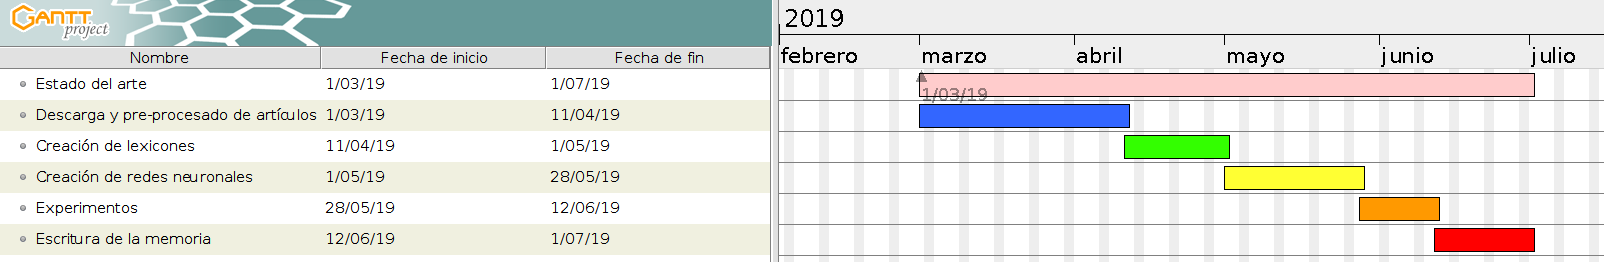 GANTT
project
2019
febrero marzo abril mayo junio julio
Nombre Fecha de inicio Fecha de fin
Estado del arte 1/03/19 1/07/19
1/03/19
Descarga y pre-procesado de artículos 1/03/19 11/04/19
Creación de lexicones 11/04/19 1/05/19
Creación de redes neuronales 1/05/19 28/05/19
Experimentos 28/05/19 12/06/19
Escritura de la memoria 12/06/19 1/07/19